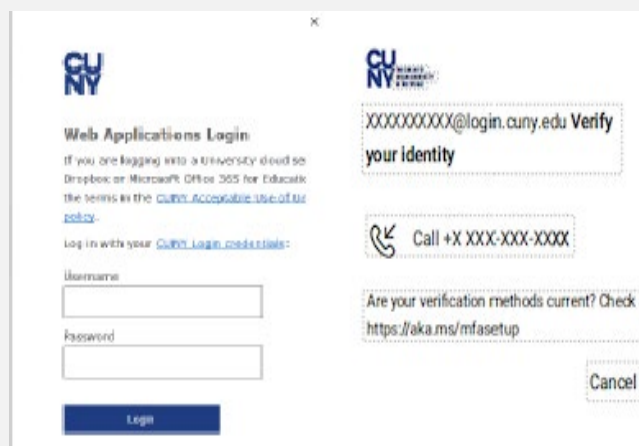 CU
NY
Web Applications Login
If you are logging into a University cloud se
Dropbox or Microsoft Office 365 for Educatic
the terms in the CUNY Acceptable Use of Ur
policy.
Log in with your CUNY Login credentials:
Username
Password
Login
CU
NY
XXXXXXXXXX@login.cuny.edu Verify
your identity
Call +X XXX-XXX-XXXX
Are your verification methods current? Check
https://aka.ms/mfasetup
Cancel